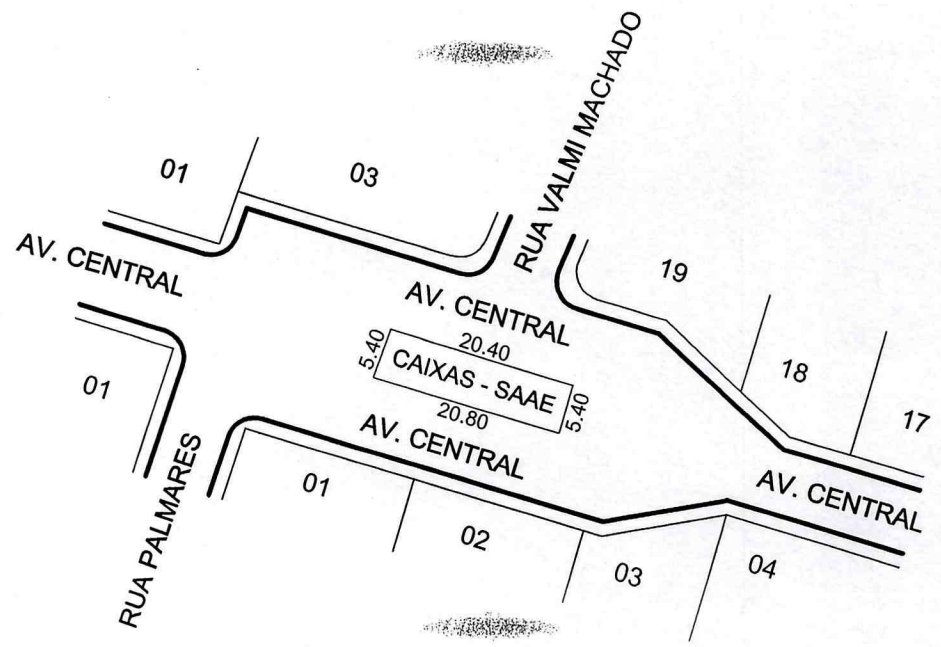 RUA VALMI MACHADO
01
03
AV. CENTRAL
19
AV. CENTRAL
20.40
5.40
CAIXAS - SAAE
5.40
20.80
18
01
17
AV. CENTRAL
RUA PALMARES
01
AV. CENTRAL
02
03
04